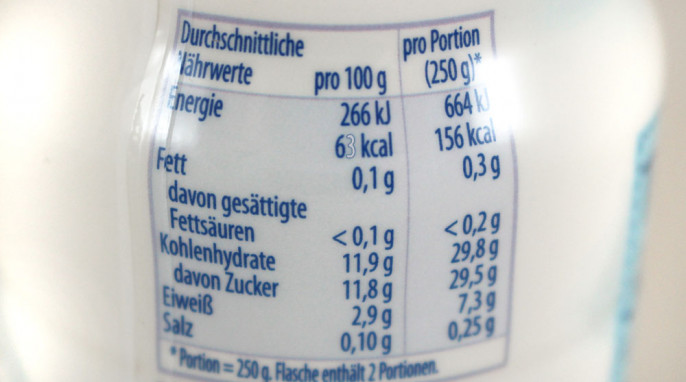 Durchschnittliche pro Portion
Nährwerte pro 100 g (250 g)*
Energie 266 kJ 664 kJ
63 kcal 156 kcal
Fett 0,1 g 0,3 g
davon gesättigte
Fettsäuren < 0,1 g < 0,2 g
Kohlenhydrate 11,9 g 29,8 g
davon Zucker 11,8 g 29,5 g
Eiweiß 2,9 g 7,3 g
Salz 0,10 g 0,25 g
* Portion = 250 g. Flasche enthält 2 Portionen.